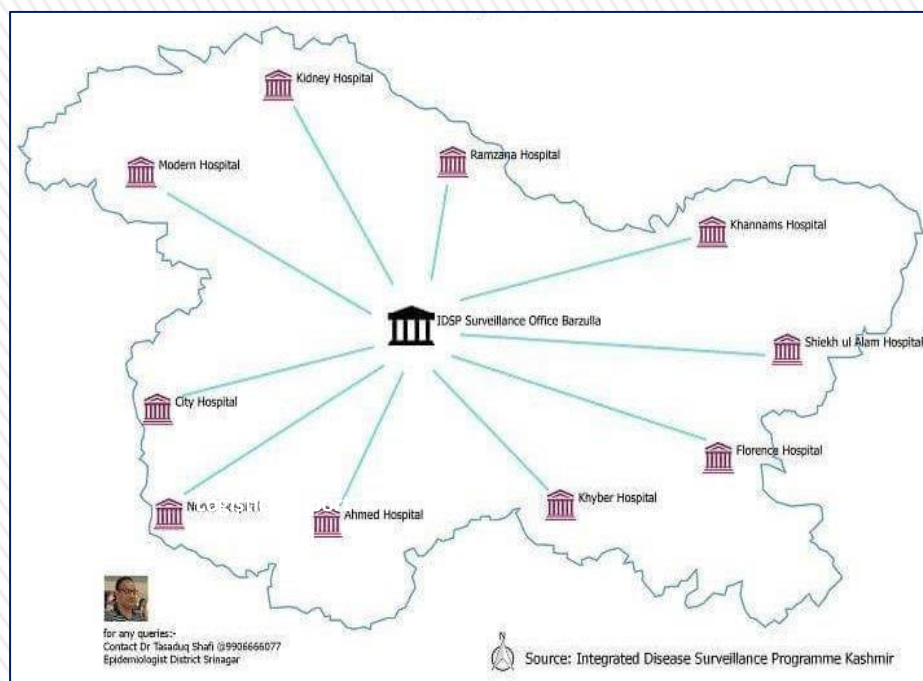 Kidney Hospital
Ramzana Hospital
Modern Hospital
Khannams Hospital
IDSP Surveillance Office Barzulla
Shiekh ul Alam Hospital
City Hospital
Florence Hospital
Khyber Hospital
Ahmed Hospital
for any queries:-
Contact Dr Tasaduq Shafi @9906666077
Epidemiologist District Srinagar
N
Source: Integrated Disease Surveillance Programme Kashmir